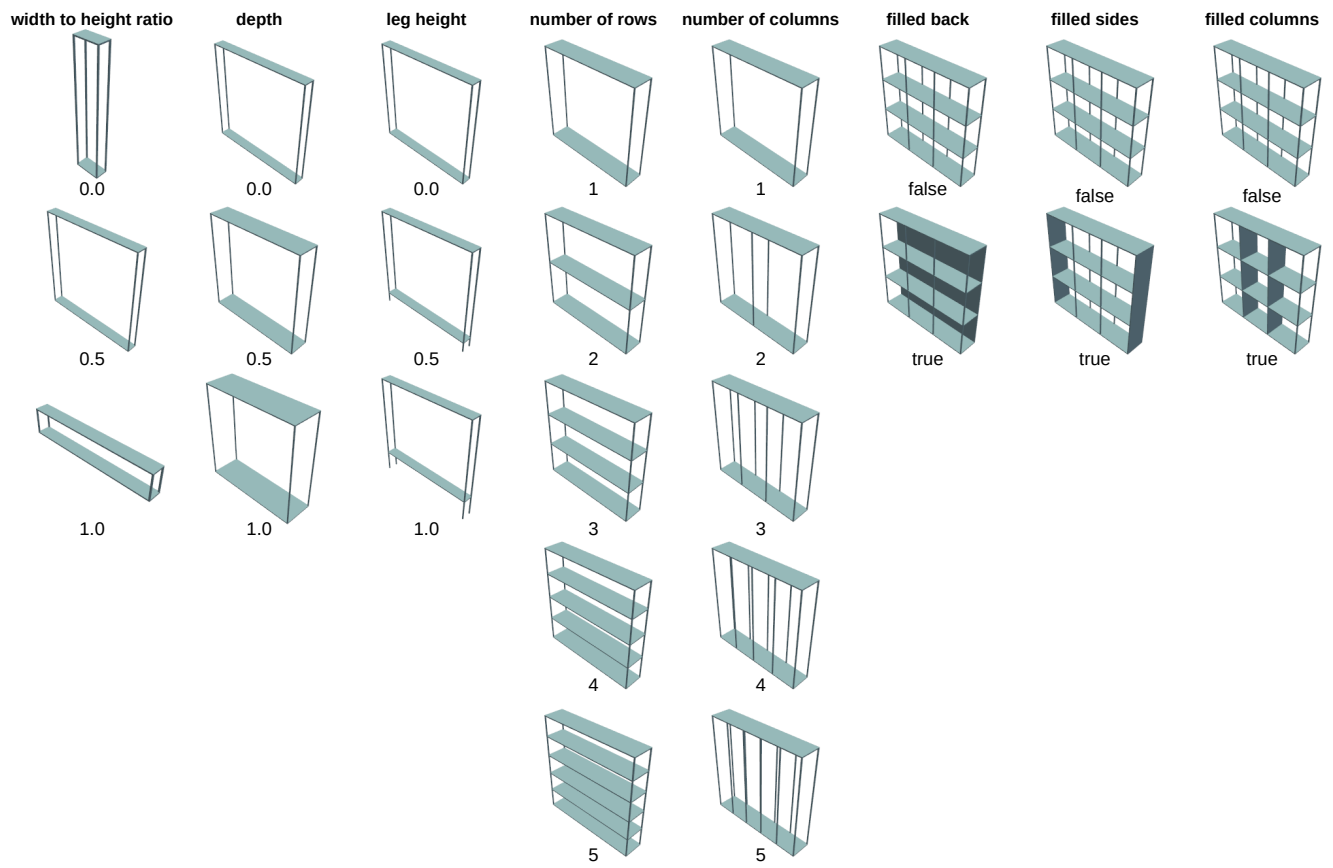 width to height ratio depth leg height number of rows number of columns filled back filled sides filled columns
0.0 0.0 0.0 1 1 false false false
0.5 0.5 0.5 2 2 true true true
1.0 1.0 1.0 3 3
4 4
5 5